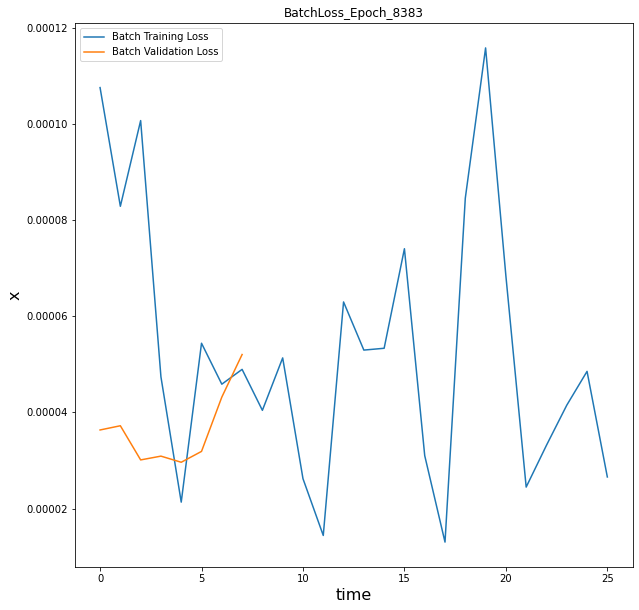 BatchLoss_Epoch_8383
Batch Training Loss
Batch Validation Loss
0.00012
0.00010
0.00008
0.00006
0.00004
0.00002
x
0 5 10 15 20 25
time